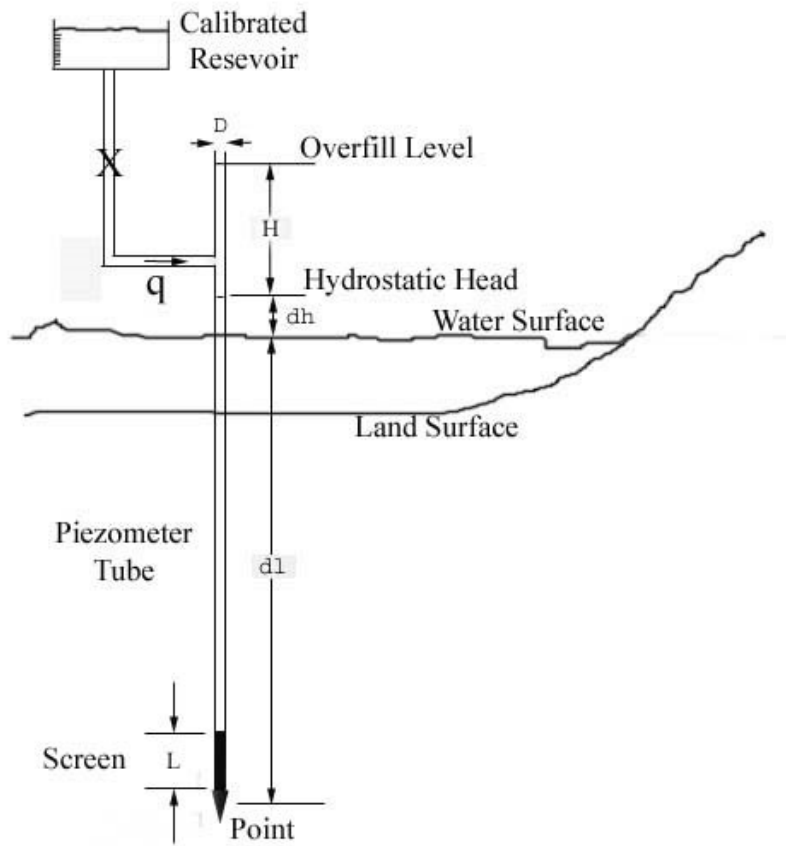 Calibrated
Resevoir
D
Overfill Level
X
H
q
Hydrostatic Head
dh
Water Surface
Land Surface
Piezometer
Tube
dl
Screen
L
Point